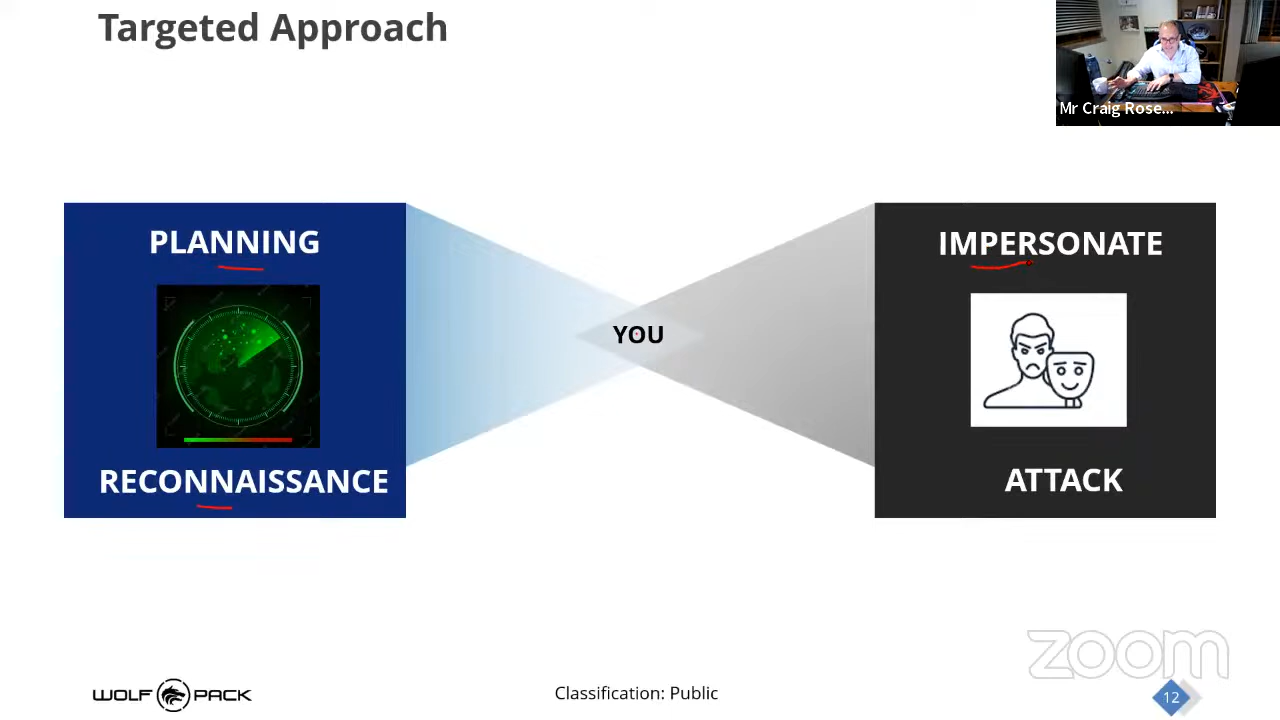 Targeted Approach
Mr Craig Rose...
PLANNING
RECONNAISSANCE
YOU
IMPERSONATE
ATTACK
zoom
WOLF PACK
Classification: Public
12